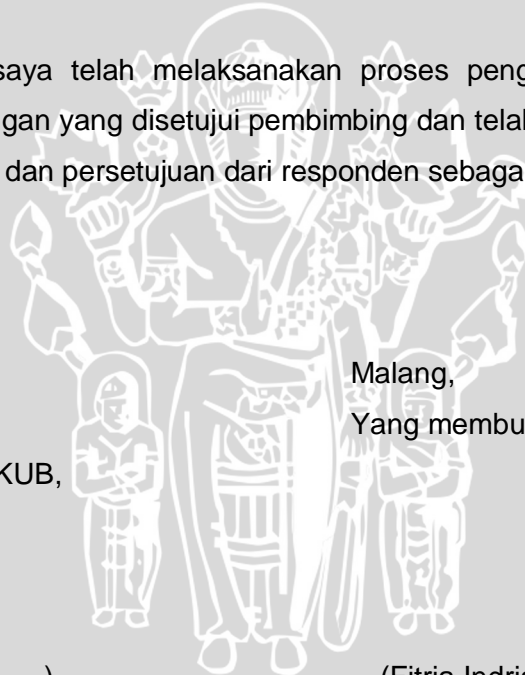 saya telah melaksanakan proses peng
gan yang disetujui pembimbing dan telah
dan persetujuan dari responden sebaga
Malang,
Yang membu
KUB,
) (Fitria Indri